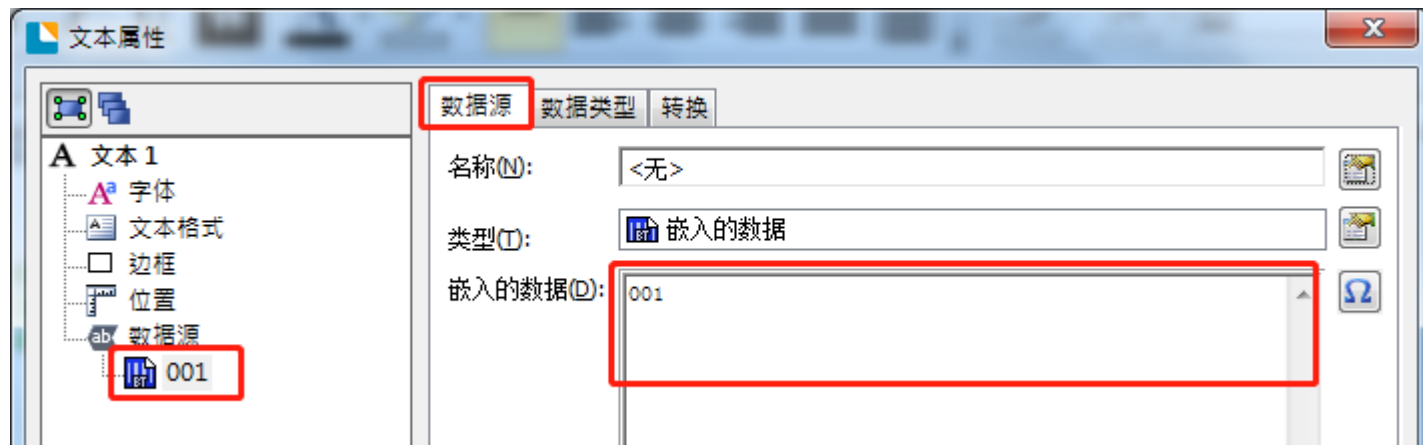 文本属性
数据源 数据类型 转换
A 文本 1
字体
文本格式
边框
位置
数据源
001
名称(N): <无>
类型(T): 嵌入的数据
嵌入的数据(D): 001